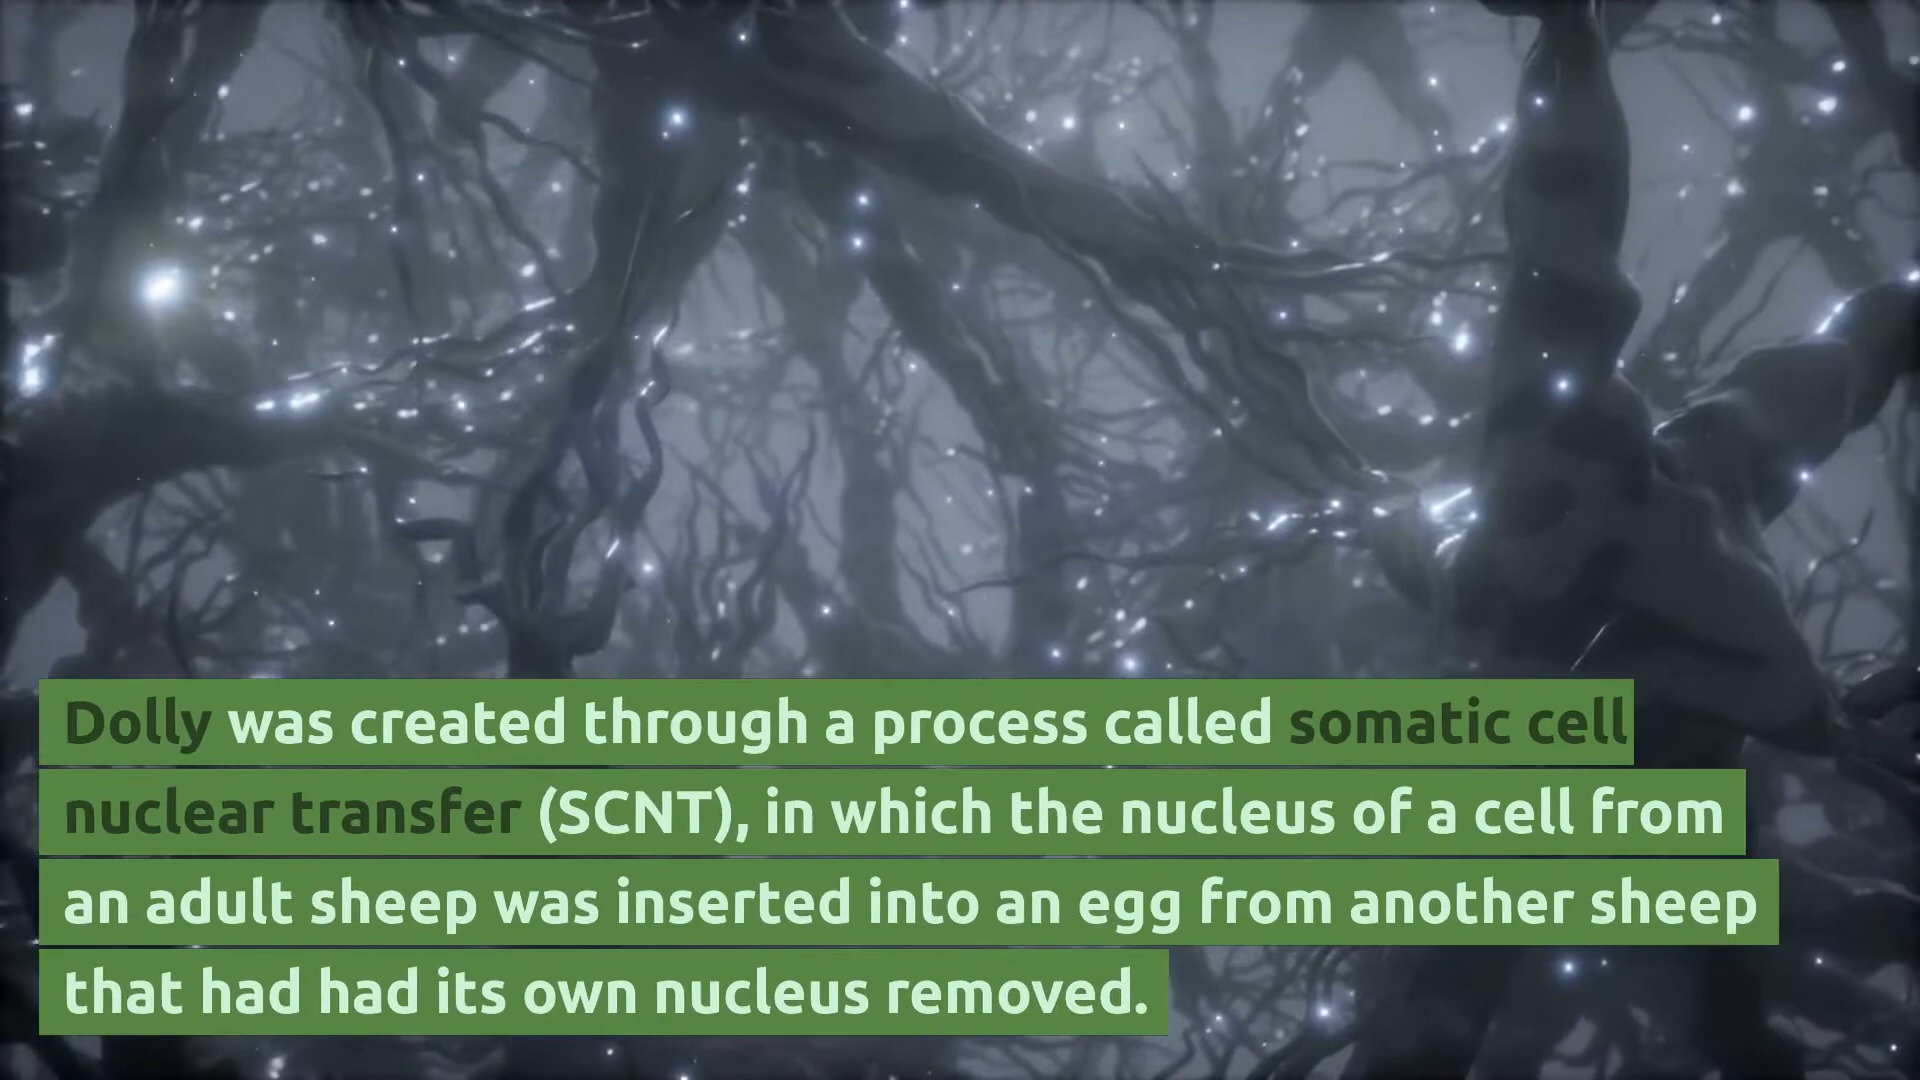 Dolly was created through a process called somatic cell
nuclear transfer (SCNT), in which the nucleus of a cell from
an adult sheep was inserted into an egg from another sheep
that had had its own nucleus removed.